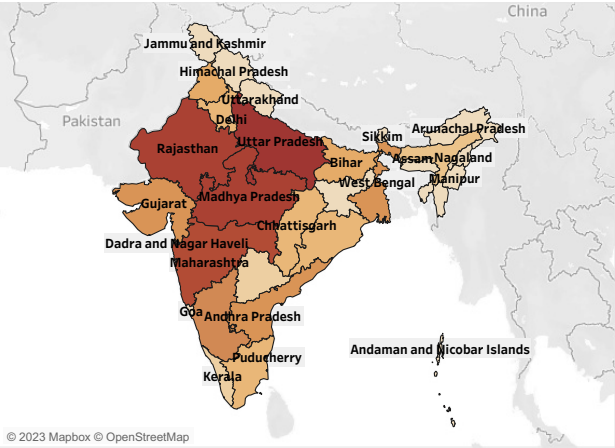 China
Jammu and Kashmir
Himachal Pradesh
Uttarakhand
Pakistan
Delhi
Arunachal Pradesh
Sikkim
Uttar Pradesh
Rajasthan
Assam
Nagaland
Bihar
Manipur
West Bengal
Madhya Pradesh
Gujarat
Chhattisgarh
Dadra and Nagar Haveli
Maharashtra
Goa
Andhra Pradesh
Andaman and Nicobar Islands
Puducherry
Kerala
© 2023 Mapbox © OpenStreetMap